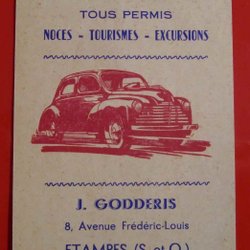 TOUS PERMIS
NOCES - TOURISMES - EXCURSIONS
J. GODDERIS
8, Avenue Frédéric-Louis
ETAMPES (S. et O.)